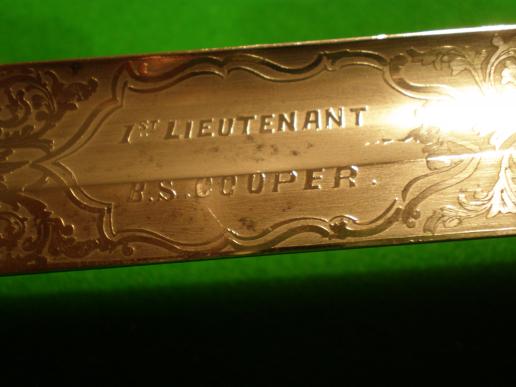 1ST LIEUTENANT
B.S. COOPER.